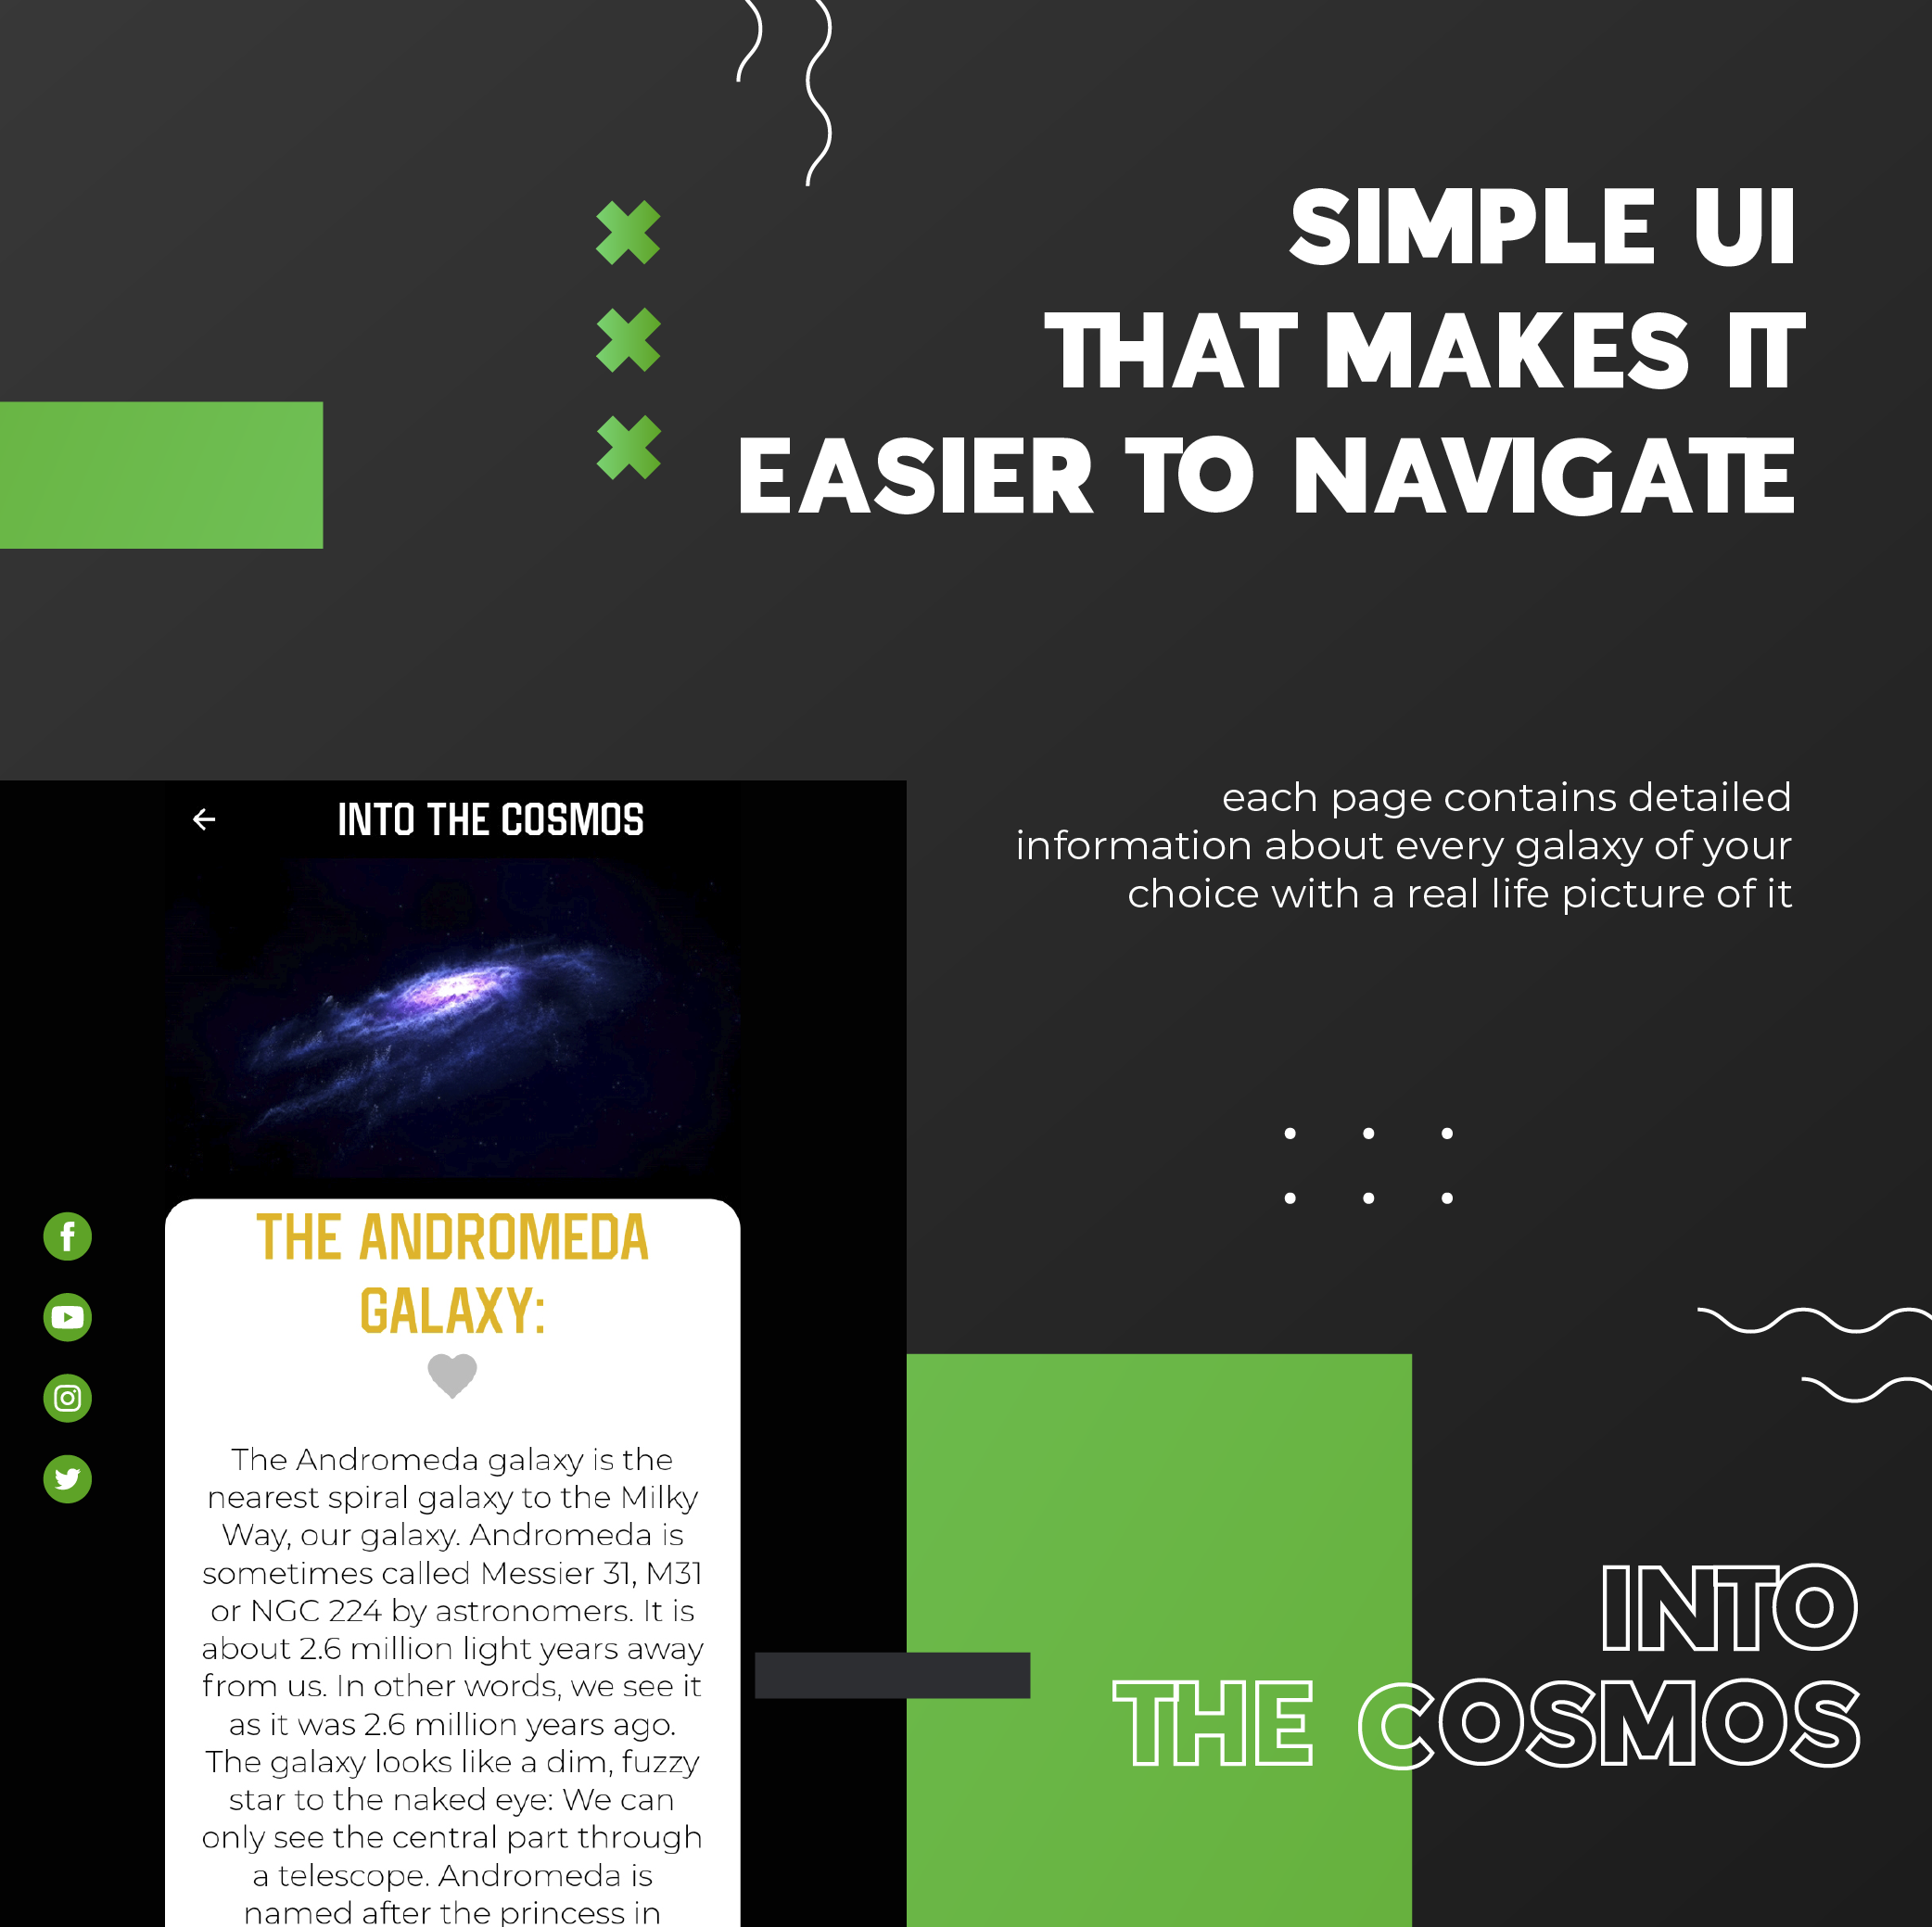 SIMPLE UI
THAT MAKES IT
EASIER TO NAVIGATE
each page contains detailed
information about every galaxy of your
choice with a real life picture of it
INTO THE COSMOS
THE ANDROMEDA
GALAXY:
The Andromeda galaxy is the
nearest spiral galaxy to the Milky
Way, our galaxy. Andromeda is
sometimes called Messier 31, M31
or NGC 224 by astronomers. It is
about 2.6 million light years away
from us. In other words, we see it
as it was 2.6 million years ago.
The galaxy looks like a dim, fuzzy
star to the naked eye: We can
only see the central part through
a telescope. Andromeda is
named after the princess in
INTO
THE COSMOS